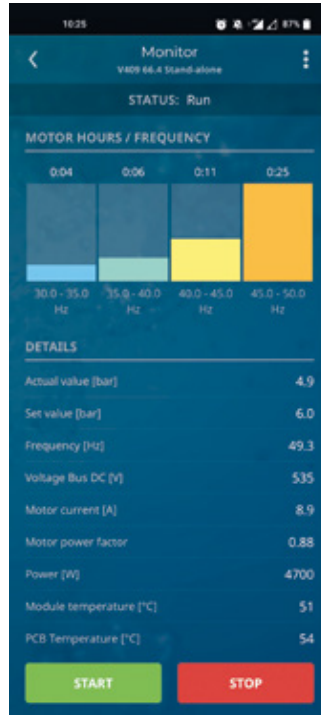 10:25
87%
Monitor
V409 66.4 Stand-alone
STATUS: Run
MOTOR HOURS / FREQUENCY
0:04 0:06 0:11 0:25
30.0 - 35.0 Hz
35.0 - 40.0 Hz
40.0 - 45.0 Hz
45.0 - 50.0 Hz
DETAILS
Actual value [bar] 4.9
Set value [bar] 6.0
Frequency [Hz] 49.3
Voltage Bus DC [V] 535
Motor current [A] 8.9
Motor power factor 0.88
Power [W] 4700
Module temperature [°C] 51
PCB Temperature [°C] 54
START STOP